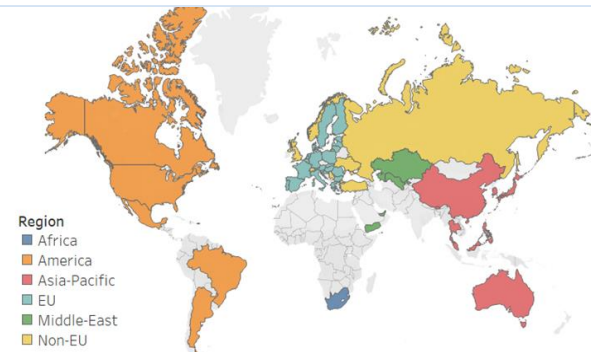 Region
Africa
America
Asia-Pacific
EU
Middle-East
Non-EU